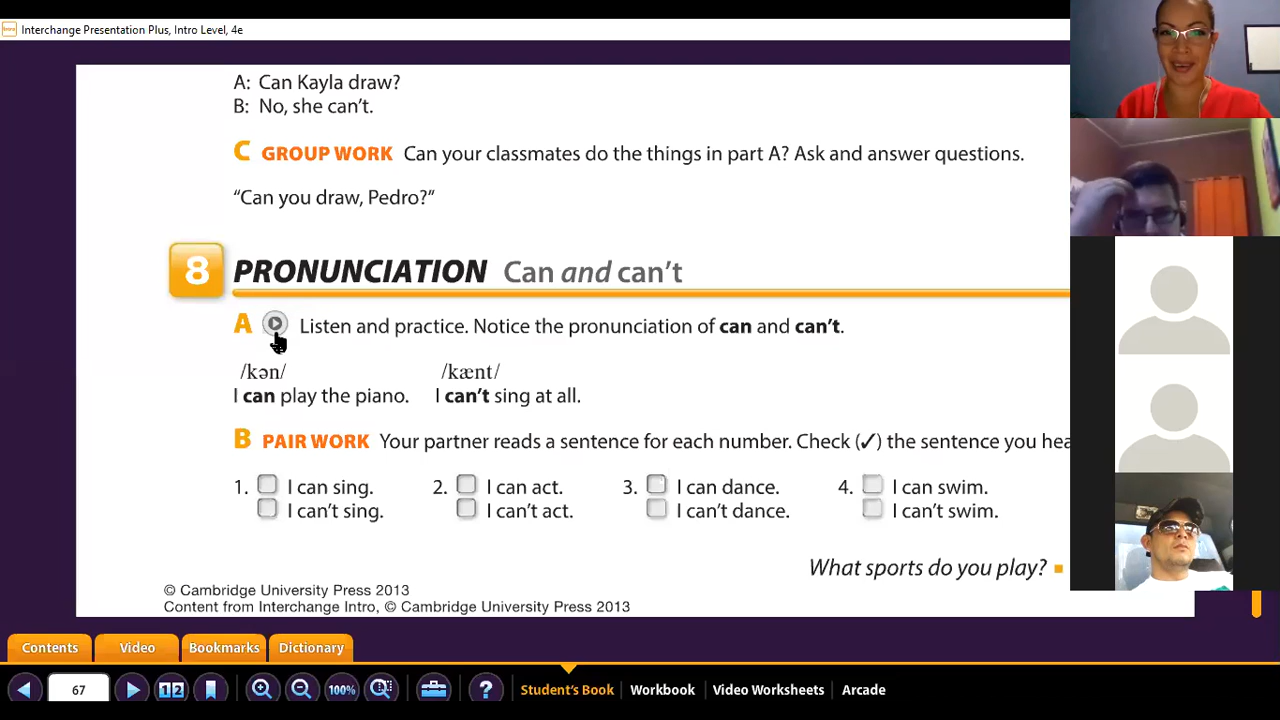 Interchange Presentation Plus, Intro Level, 4e
A: Can Kayla draw?
B: No, she can't.
C GROUP WORK Can your classmates do the things in part A? Ask and answer questions.
“Can you draw, Pedro?”
8 PRONUNCIATION Can and can't
A Listen and practice. Notice the pronunciation of can and can't.
/kən/ /kænt/
I can play the piano. I can't sing at all.
B PAIR WORK Your partner reads a sentence for each number. Check (✓) the sentence you
1. I can sing. 2. I can act. 3. I can dance. 4. I can swim.
I can't sing. I can't act. I can't dance. I can't swim.
What sports do you play?
© Cambridge University Press 2013
Content from Interchange Intro, © Cambridge University Press 2013
Contents Video Bookmarks Dictionary
67 12 100% ? Student's Book Workbook Video Worksheets Arcade